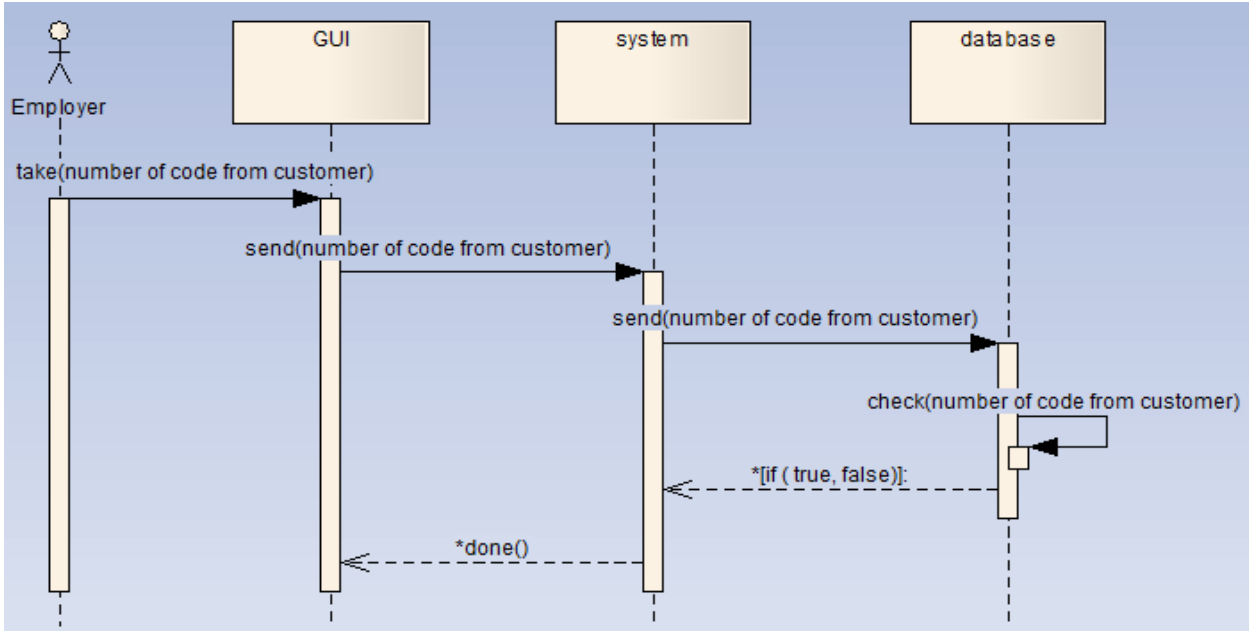 GUI
system
database
Employer
take(number of code from customer)
send(number of code from customer)
send(number of code from customer)
check(number of code from customer)
*[if ( true, false)]:
*done()